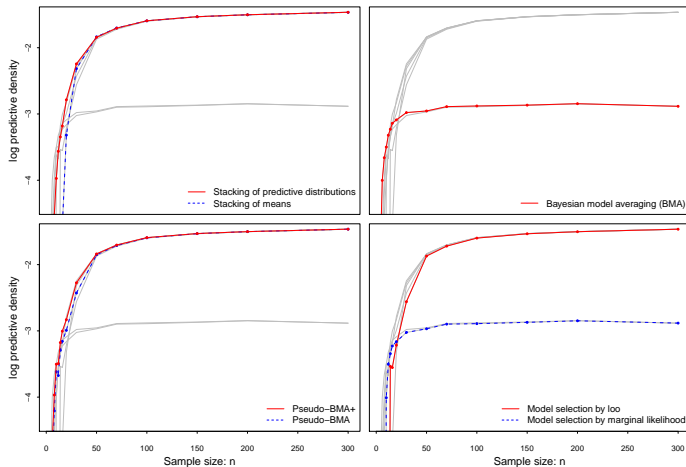 log predictive density
−2
−3
−4
Stacking of predictive distributions
Stacking of means
Bayesian model averaging (BMA)
log predictive density
−2
−3
−4
Pseudo−BMA+
Pseudo−BMA
Model selection by loo
Model selection by marginal likelihood
0 50 100 150 200 250 300
0 50 100 150 200 250 300
Sample size: n
Sample size: n